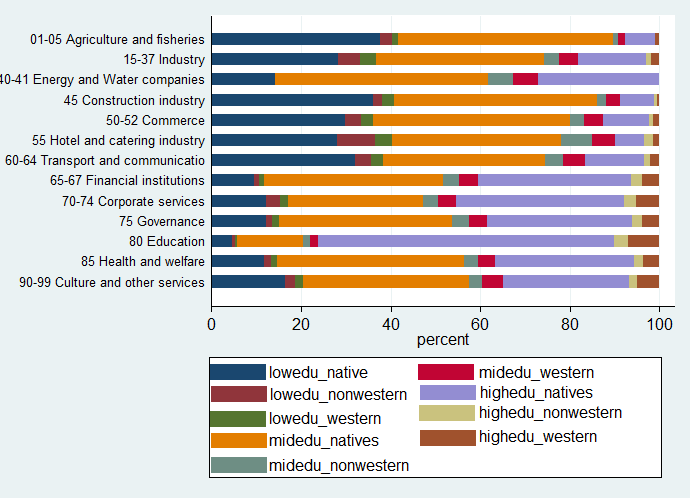 01-05 Agriculture and fisheries
15-37 Industry
40-41 Energy and Water companies
45 Construction industry
50-52 Commerce
55 Hotel and catering industry
60-64 Transport and communicatio
65-67 Financial institutions
70-74 Corporate services
75 Governance
80 Education
85 Health and welfare
90-99 Culture and other services
0 20 40 60 80 100
percent
lowedu_native midedu_western
lowedu_nonwestern highedu_natives
lowedu_western highedu_nonwestern
midedu_natives highedu_western
midedu_nonwestern